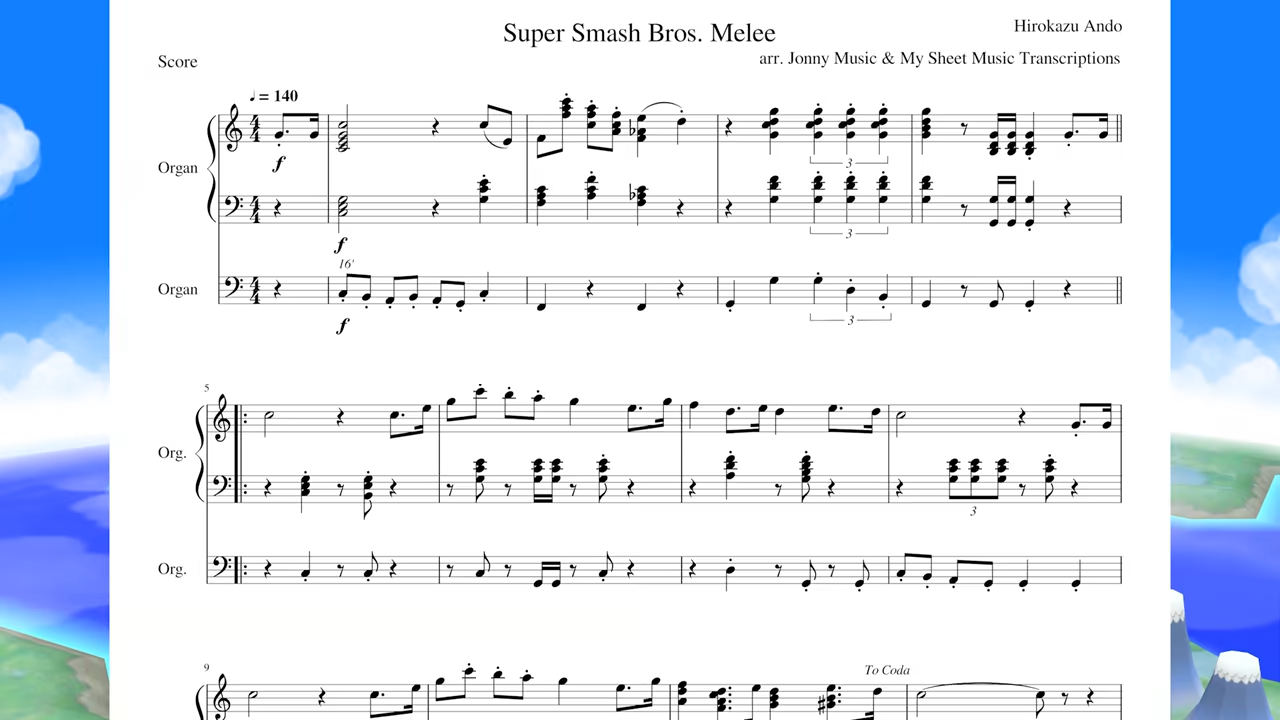 Super Smash Bros. Melee
Hirokazu Ando
arr. Jonny Music & My Sheet Music Transcriptions
Score
♩ = 140
Organ
f
3
3
f
16'
Organ
f
3
5
Org.
3
Org.
9
To Coda